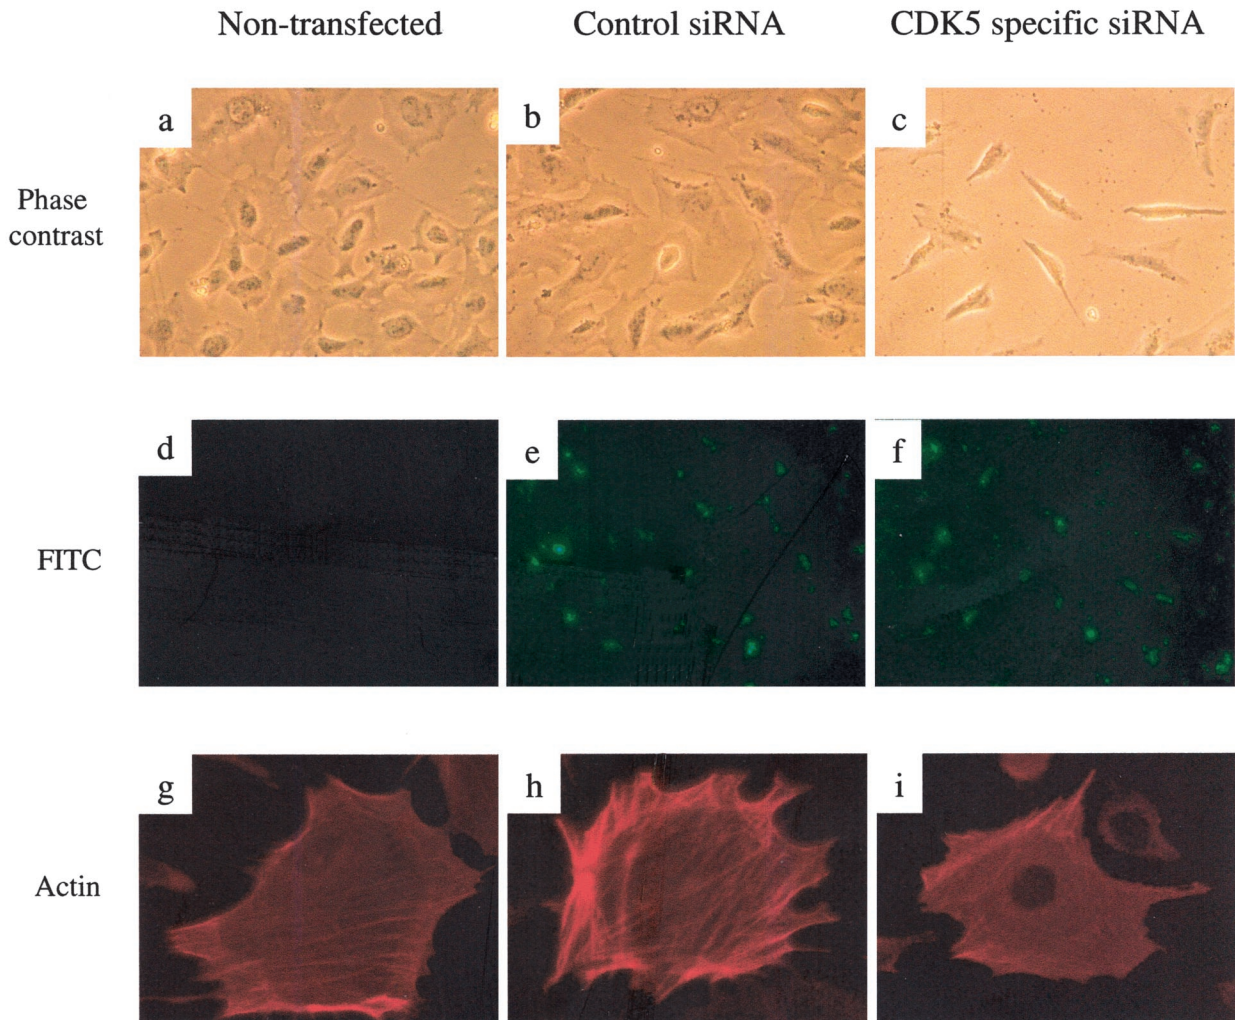 Non-transfected
Control siRNA
CDK5 specific siRNA
a
b
c
Phase
contrast
d
e
f
FITC
g
h
i
Actin